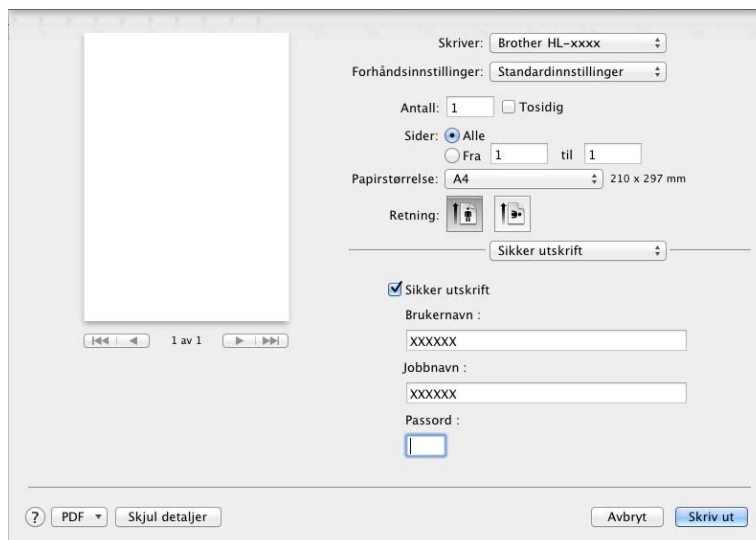 Skriver: Brother HL-xxxx
Forhåndsinnstillinger: Standardinnstillinger
Antall: 1 Tosidig
Sider: Alle
Fra 1 til 1
Papirstørrelse: A4 210 x 297 mm
Retning:
Sikker utskrift
Sikker utskrift
Brukernavn :
XXXXXX
Jobbnavn :
XXXXXX
Passord :
1 av 1
? PDF Skjul detaljer Avbryt Skriv ut